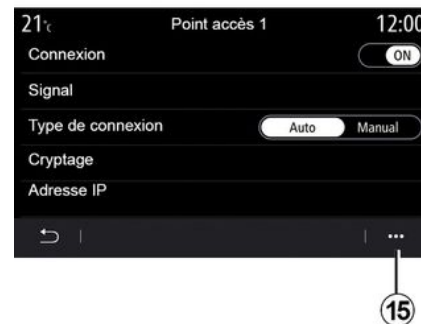 21°c Point accès 1 12:00
Connexion ON
Signal
Type de connexion Auto Manual
Cryptage
Adresse IP
15